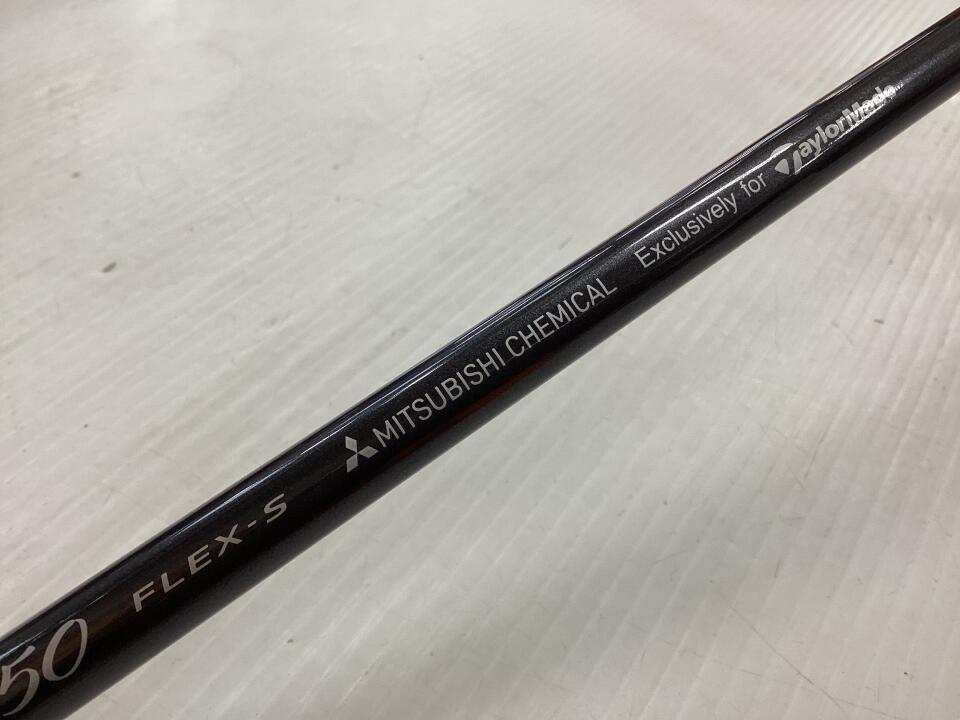 50 FLEX-S MITSUBISHI CHEMICAL Exclusively for TaylorMade